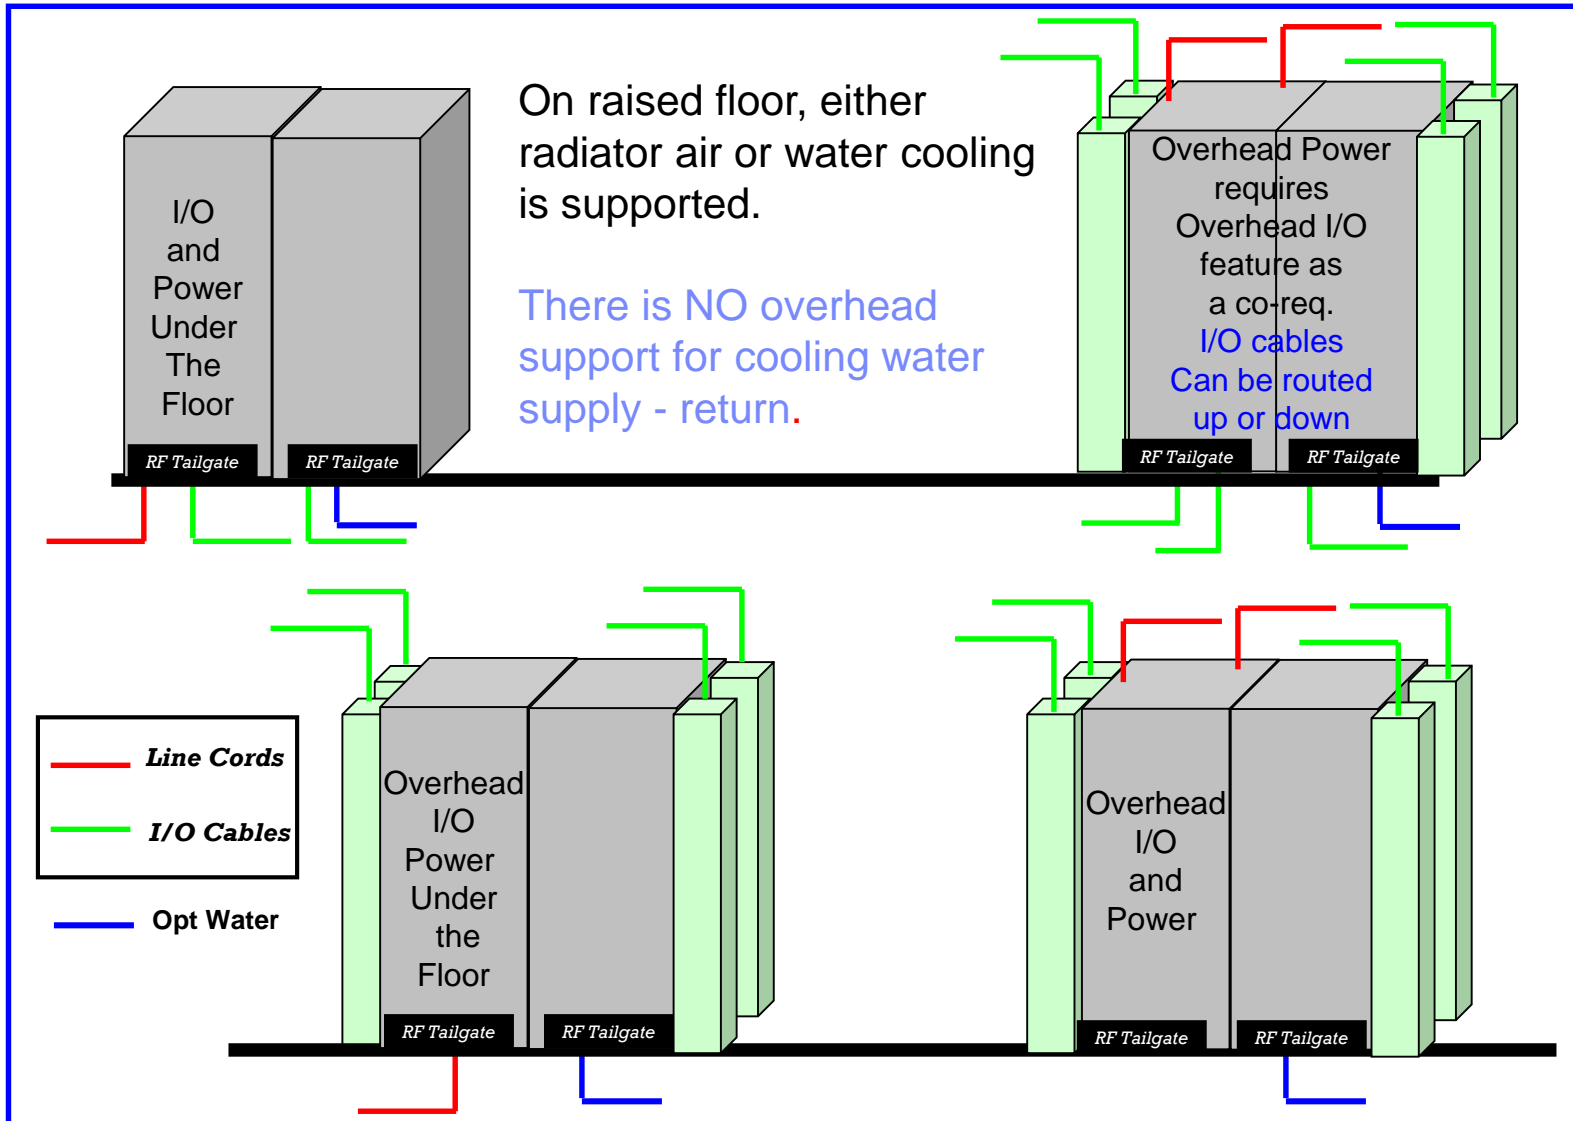 On raised floor, either
radiator air or water cooling
is supported.
There is NO overhead
support for cooling water
supply - return.
I/O
and
Power
Under
The
Floor
RF Tailgate
RF Tailgate
Overhead Power
requires
Overhead I/O
feature as
a co-req.
I/O cables
Can be routed
up or down
RF Tailgate
RF Tailgate
Line Cords
I/O Cables
Opt Water
Overhead
I/O
Power
Under
the
Floor
RF Tailgate
RF Tailgate
Overhead
I/O
and
Power
RF Tailgate
RF Tailgate